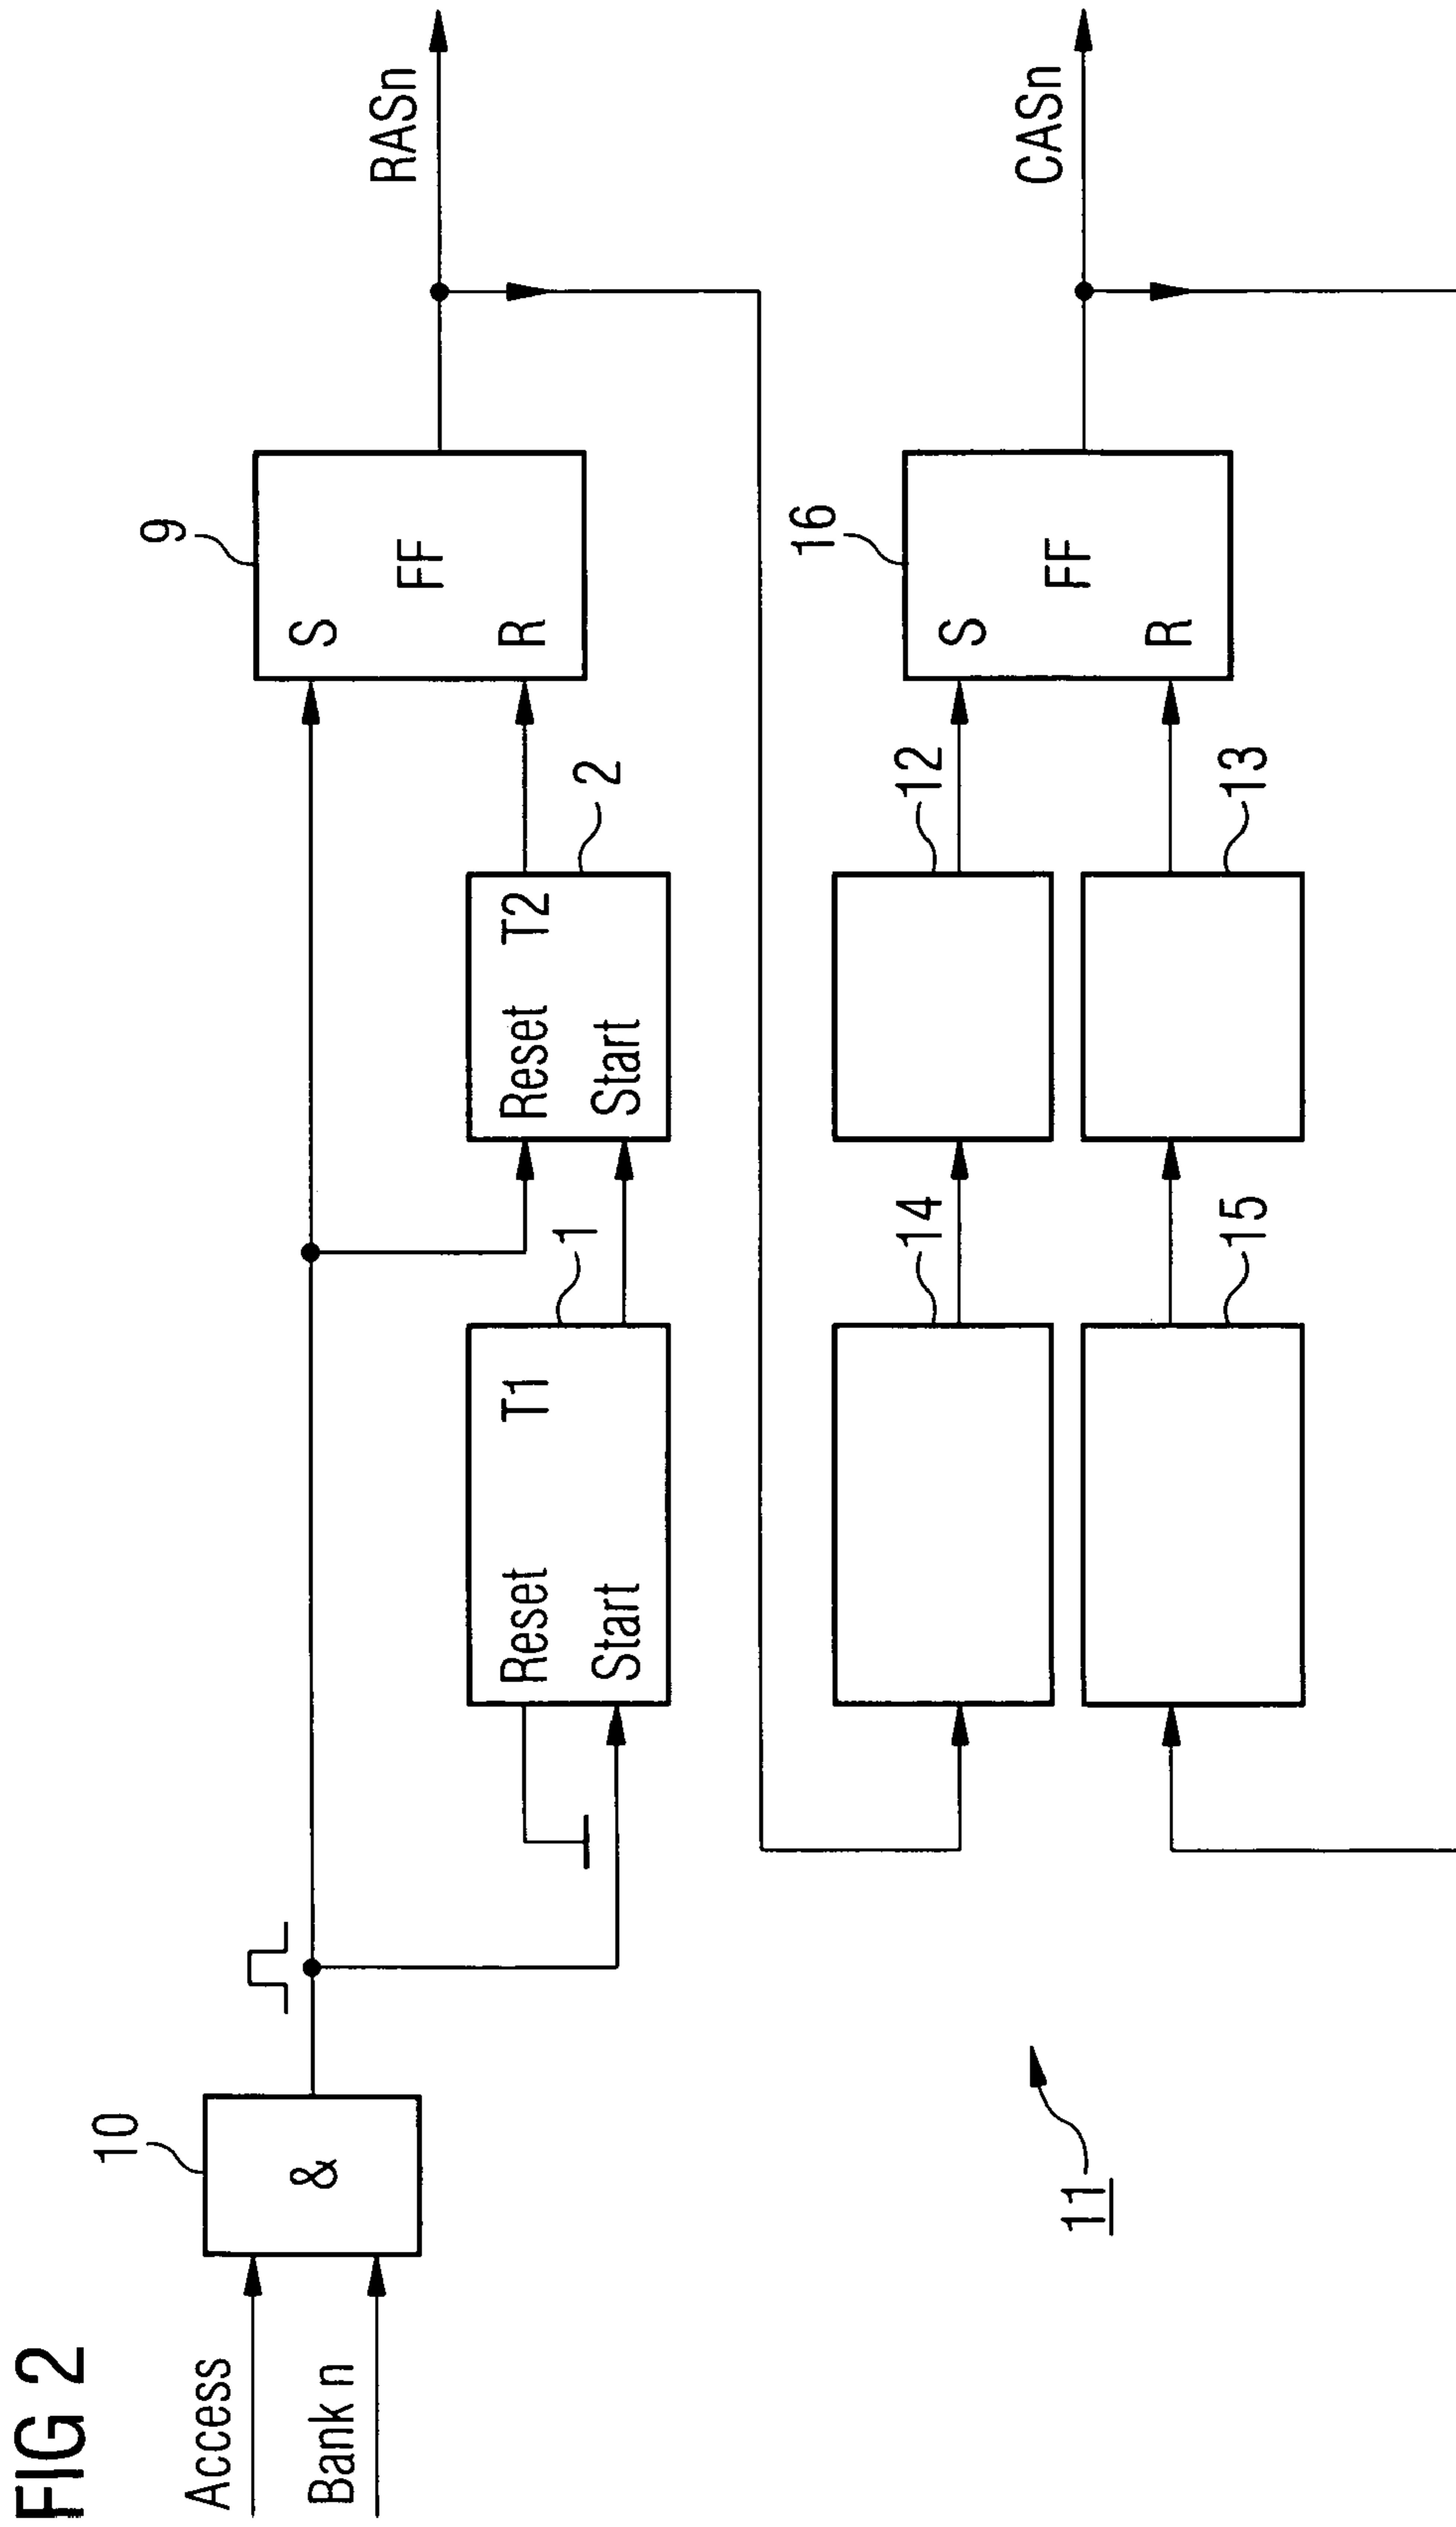 FIG 2
Access
Bank n
10
&
Reset
T1
Start
1
Reset
T2
Start
2
9
S
FF
R
RASn
11
14
12
15
13
16
S
FF
R
CASn